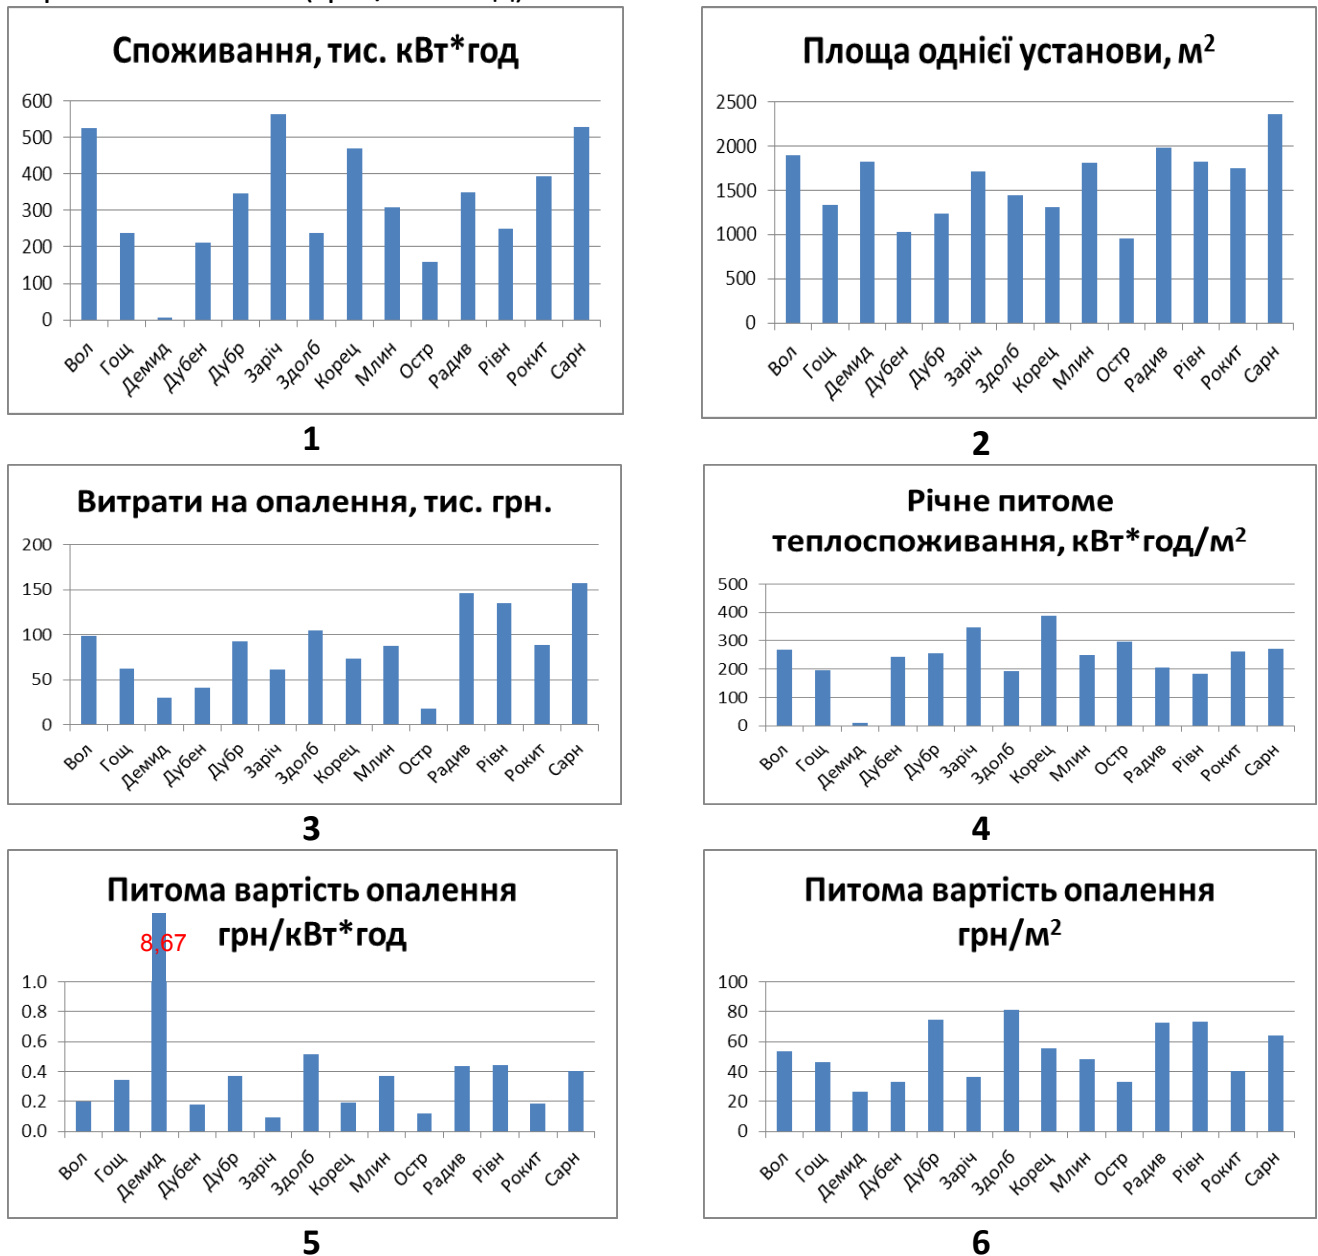 Споживання, тис. кВт*год
600
500
400
300
200
100
0
Вол Гощ Демид Дубен Дубр Заріч Здолб Корец Млин Остр Радив Рівн Рокит Сарн
1
Площа однієї установи, м²
2500
2000
1500
1000
500
0
Вол Гощ Демид Дубен Дубр Заріч Здолб Корец Млин Остр Радив Рівн Рокит Сарн
2
Витрати на опалення, тис. грн.
200
150
100
50
0
Вол Гощ Демид Дубен Дубр Заріч Здолб Корец Млин Остр Радив Рівн Рокит Сарн
3
Річне питоме
теплоспоживання, кВт*год/м²
500
400
300
200
100
0
Вол Гощ Демид Дубен Дубр Заріч Здолб Корец Млин Остр Радив Рівн Рокит Сарн
4
Питома вартість опалення
грн/кВт*год
8,67
1.0
0.8
0.6
0.4
0.2
0.0
Вол Гощ Демид Дубен Дубр Заріч Здолб Корец Млин Остр Радив Рівн Рокит Сарн
5
Питома вартість опалення
грн/м²
100
80
60
40
20
0
Вол Гощ Демид Дубен Дубр Заріч Здолб Корец Млин Остр Радив Рівн Рокит Сарн
6